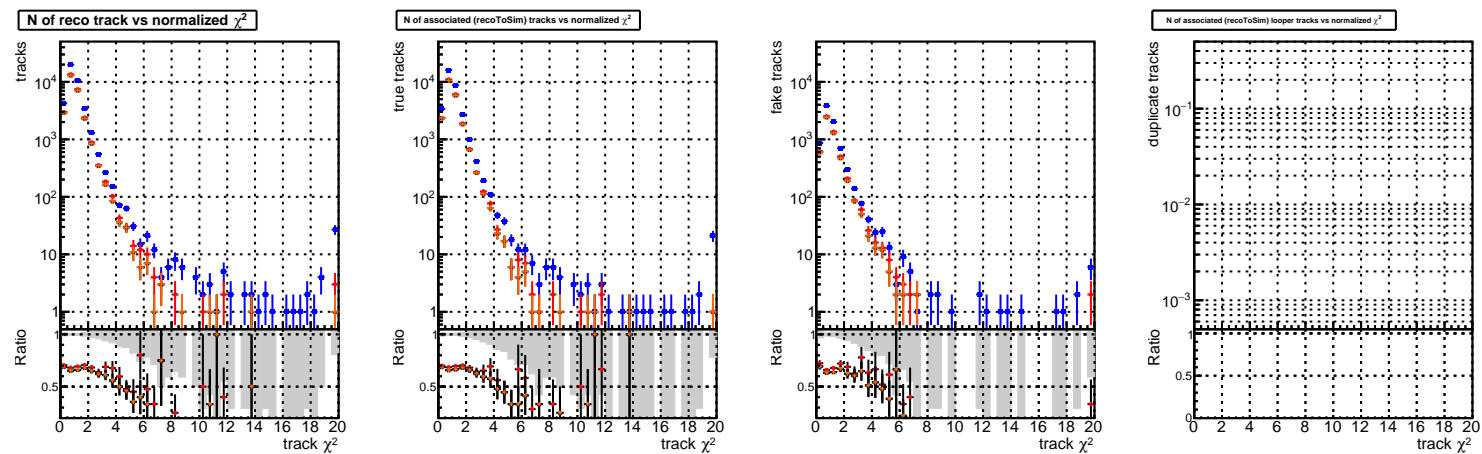 N of reco track vs normalized χ²
tracks
10⁴
10³
10²
10
1
Ratio
1
0.5
0 2 4 6 8 10 12 14 16 18 20
track χ²
N of associated (recoToSim) tracks vs normalized χ²
true tracks
10⁴
10³
10²
10
1
Ratio
1
0.5
0 2 4 6 8 10 12 14 16 18 20
track χ²
fake tracks
10⁴
10³
10²
10
1
Ratio
1
0.5
0 2 4 6 8 10 12 14 16 18 20
track χ²
N of associated (recoToSim) looper tracks vs normalized χ²
duplicate tracks
10⁻¹
10⁻²
10⁻³
Ratio
1
0.5
0
0 2 4 6 8 10 12 14 16 18 20
track χ²